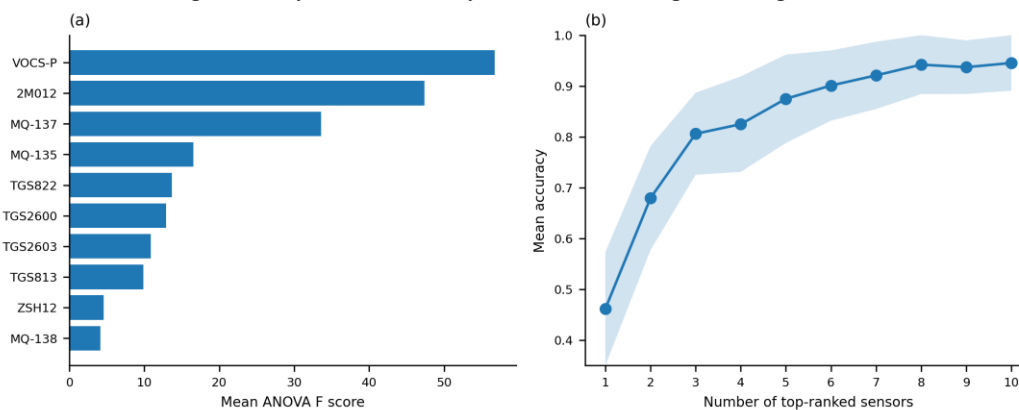 (a)
VOCS-P
2M012
MQ-137
MQ-135
TGS822
TGS2600
TGS2603
TGS813
ZSH12
MQ-138
0 10 20 30 40 50
Mean ANOVA F score
(b)
1.0
0.9
0.8
0.7
0.6
0.5
0.4
Mean accuracy
1 2 3 4 5 6 7 8 9 10
Number of top-ranked sensors